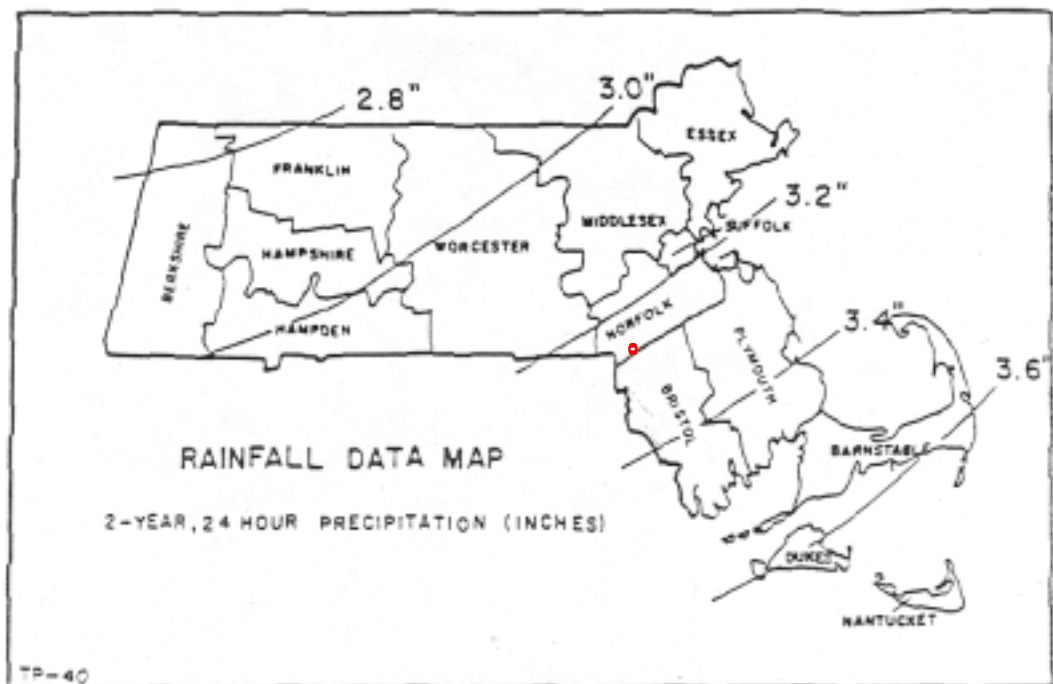 2.8"
3.0"
ESSEX
FRANKLIN
3.2"
MIDDLESEX
SUFFOLK
BERKSHIRE
HAMPSHIRE
WORCESTER
NORFOLK
HAMPDEN
3.4"
PLYMOUTH
3.6"
BRISTOL
BARNSTABLE
RAINFALL DATA MAP
2-YEAR, 24 HOUR PRECIPITATION (INCHES)
DUKES
NANTUCKET
TP-40